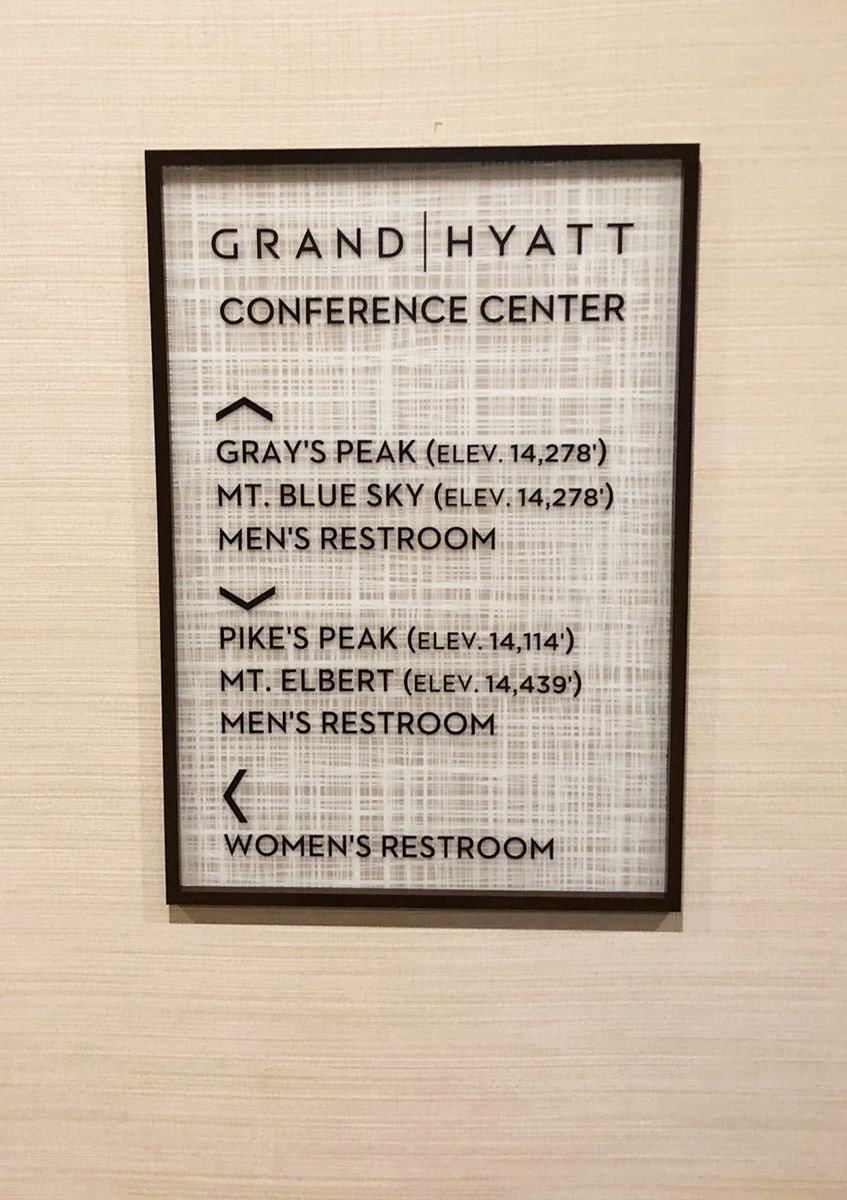 GRAND|HYATT
CONFERENCE CENTER
GRAY'S PEAK (ELEV. 14,278')
MT. BLUE SKY (ELEV. 14,278')
MEN'S RESTROOM
PIKE'S PEAK (ELEV. 14,114')
MT. ELBERT (ELEV. 14,439')
MEN'S RESTROOM
WOMEN'S RESTROOM